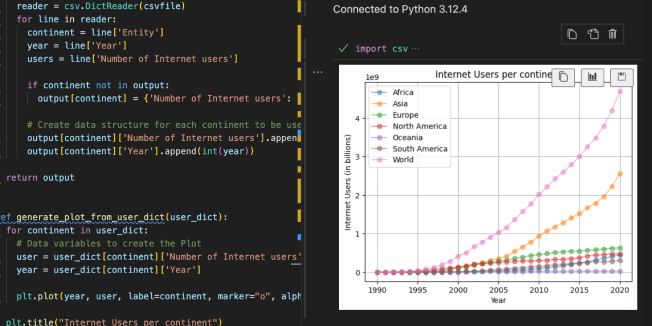 reader = csv.DictReader(csvfile)
for line in reader:
continent = line['Entity']
year = line['Year']
users = line['Number of Internet users']
if continent not in output:
output[continent] = {'Number of Internet users':
# Create data structure for each continent to be use
output[continent]['Number of Internet users'].appen
output[continent]['Year'].append(int(year))
return output
ef generate_plot_from_user_dict(user_dict):
for continent in user_dict:
# Data variables to create the Plot
user = user_dict[continent]['Number of Internet users'
year = user_dict[continent]['Year']
plt.plot(year, user, label=continent, marker="o", alph
plt.title("Internet Users per continent")
Connected to Python 3.12.4
import csv ...
1e9
Internet Users per contine
Africa
Asia
Europe
North America
Oceania
South America
World
Internet Users (in billions)
4
3
2
1
0
1990 1995 2000 2005 2010 2015 2020
Year